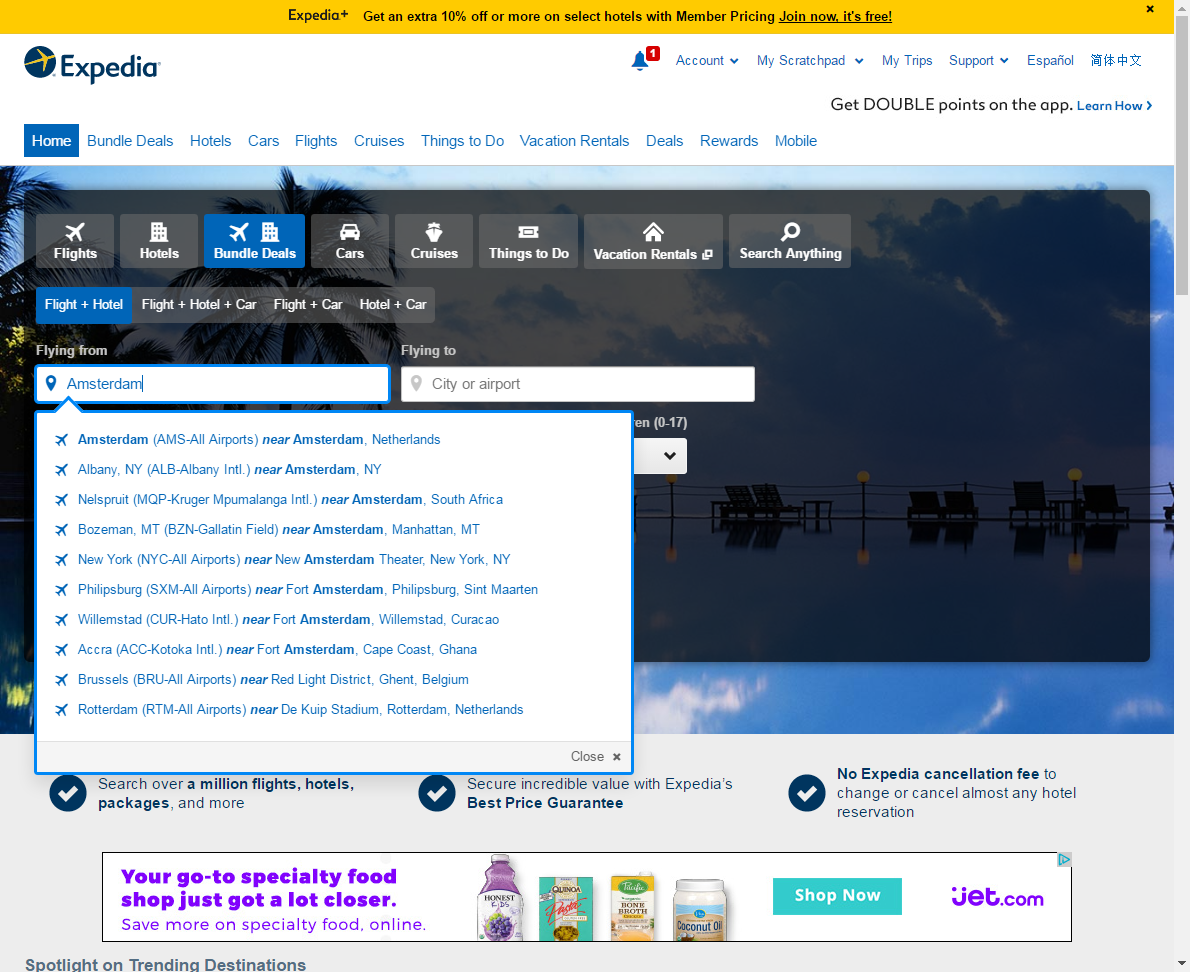 Expedia+ Get an extra 10% off or more on select hotels with Member Pricing Join now, it's free!
Expedia
1 Account My Scratchpad My Trips Support Español 简体中文
Get DOUBLE points on the app. Learn How
Home Bundle Deals Hotels Cars Flights Cruises Things to Do Vacation Rentals Deals Rewards Mobile
Flights Hotels Bundle Deals Cars Cruises Things to Do Vacation Rentals Search Anything
Flight + Hotel Flight + Hotel + Car Flight + Car Hotel + Car
Flying from Flying to
Amsterdam City or airport
(0-17)
Amsterdam (AMS-All Airports) near Amsterdam, Netherlands
Albany, NY (ALB-Albany Intl.) near Amsterdam, NY
Nelspruit (MQP-Kruger Mpumalanga Intl.) near Amsterdam, South Africa
Bozeman, MT (BZN-Gallatin Field) near Amsterdam, Manhattan, MT
New York (NYC-All Airports) near New Amsterdam Theater, New York, NY
Philipsburg (SXM-All Airports) near Fort Amsterdam, Philipsburg, Sint Maarten
Willemstad (CUR-Hato Intl.) near Fort Amsterdam, Willemstad, Curacao
Accra (ACC-Kotoka Intl.) near Fort Amsterdam, Cape Coast, Ghana
Brussels (BRU-All Airports) near Red Light District, Ghent, Belgium
Rotterdam (RTM-All Airports) near De Kuip Stadium, Rotterdam, Netherlands
Close
Search over a million flights, hotels,
packages, and more
Secure incredible value with Expedia's
Best Price Guarantee
No Expedia cancellation fee to
change or cancel almost any hotel
reservation
Your go-to specialty food
shop just got a lot closer.
Save more on specialty food, online.
HONEST
KIDS
QUINOA
Pasta
Pacific
BONE
BROTH
Coconut Oil
Shop Now
jet.com
Spotlight on Trending Destinations